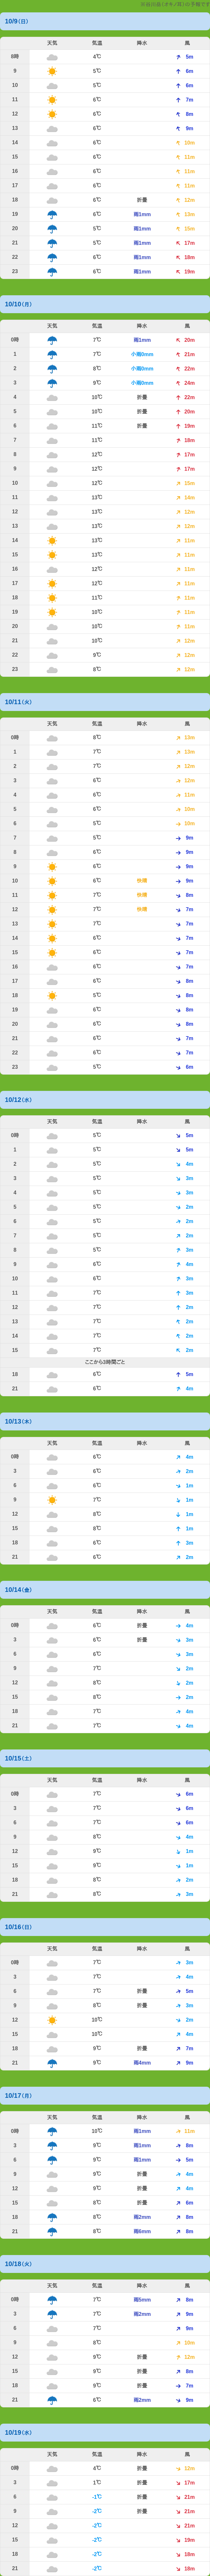 10/9(日)
天気 気温 降水 風
8時 4℃ 5m
9 5℃ 6m
10 5℃ 6m
11 6℃ 7m
12 6℃ 8m
13 6℃ 9m
14 6℃ 10m
15 6℃ 11m
16 6℃ 11m
17 6℃ 11m
18 6℃ 折畳 12m
19 6℃ 雨1mm 13m
20 5℃ 雨1mm 15m
21 5℃ 雨1mm 17m
22 6℃ 雨1mm 18m
23 6℃ 雨1mm 19m
10/10(月)
天気 気温 降水 風
0時 7℃ 雨1mm 20m
1 7℃ 小雨0mm 21m
2 8℃ 小雨0mm 22m
3 9℃ 小雨0mm 24m
4 10℃ 折畳 22m
5 10℃ 折畳 20m
6 11℃ 折畳 19m
7 11℃ 18m
8 12℃ 17m
9 12℃ 17m
10 12℃ 15m
11 13℃ 14m
12 13℃ 12m
13 13℃ 12m
14 13℃ 11m
15 13℃ 11m
16 12℃ 11m
17 12℃ 11m
18 11℃ 11m
19 10℃ 11m
20 10℃ 11m
21 10℃ 12m
22 9℃ 12m
23 8℃ 12m
10/11(火)
天気 気温 降水 風
0時 8℃ 13m
1 7℃ 13m
2 7℃ 12m
3 6℃ 12m
4 6℃ 11m
5 6℃ 10m
6 5℃ 10m
7 5℃ 9m
8 6℃ 9m
9 6℃ 9m
10 6℃ 快晴 9m
11 7℃ 快晴 8m
12 7℃ 快晴 7m
13 7℃ 7m
14 6℃ 7m
15 6℃ 7m
16 6℃ 7m
17 6℃ 8m
18 5℃ 8m
19 6℃ 8m
20 6℃ 8m
21 6℃ 7m
22 6℃ 7m
23 5℃ 6m
10/12(水)
天気 気温 降水 風
0時 5℃ 5m
1 5℃ 5m
2 5℃ 4m
3 5℃ 3m
4 5℃ 3m
5 5℃ 2m
6 5℃ 2m
7 5℃ 2m
8 5℃ 3m
9 6℃ 4m
10 6℃ 3m
11 7℃ 3m
12 7℃ 2m
13 7℃ 2m
14 7℃ 2m
15 7℃ 2m
ここから3時間ごと
18 6℃ 5m
21 6℃ 4m
10/13(木)
天気 気温 降水 風
0時 6℃ 4m
3 6℃ 2m
6 6℃ 1m
9 7℃ 1m
12 8℃ 1m
15 8℃ 1m
18 6℃ 3m
21 6℃ 2m
10/14(金)
天気 気温 降水 風
0時 6℃ 折畳 4m
3 6℃ 折畳 3m
6 6℃ 3m
9 7℃ 2m
12 8℃ 2m
15 8℃ 2m
18 7℃ 4m
21 7℃ 4m
10/15(土)
天気 気温 降水 風
0時 7℃ 6m
3 7℃ 6m
6 7℃ 6m
9 8℃ 4m
12 9℃ 1m
15 9℃ 1m
18 8℃ 2m
21 8℃ 3m
10/16(日)
天気 気温 降水 風
0時 7℃ 3m
3 7℃ 4m
6 7℃ 折畳 5m
9 8℃ 折畳 3m
12 10℃ 2m
15 10℃ 4m
18 9℃ 折畳 7m
21 9℃ 雨4mm 9m
10/17(月)
天気 気温 降水 風
0時 10℃ 雨1mm 11m
3 9℃ 雨1mm 8m
6 9℃ 雨1mm 5m
9 9℃ 折畳 4m
12 9℃ 折畳 4m
15 8℃ 折畳 6m
18 8℃ 雨2mm 8m
21 8℃ 雨6mm 8m
10/18(火)
天気 気温 降水 風
0時 7℃ 雨5mm 8m
3 7℃ 雨2mm 9m
6 7℃ 9m
9 8℃ 10m
12 9℃ 折畳 12m
15 9℃ 折畳 8m
18 9℃ 折畳 7m
21 6℃ 雨2mm 9m
10/19(水)
天気 気温 降水 風
0時 4℃ 折畳 12m
3 1℃ 折畳 17m
6 -1℃ 折畳 21m
9 -2℃ 折畳 21m
12 -2℃ 21m
15 -2℃ 19m
18 -2℃ 18m
21 -2℃ 18m